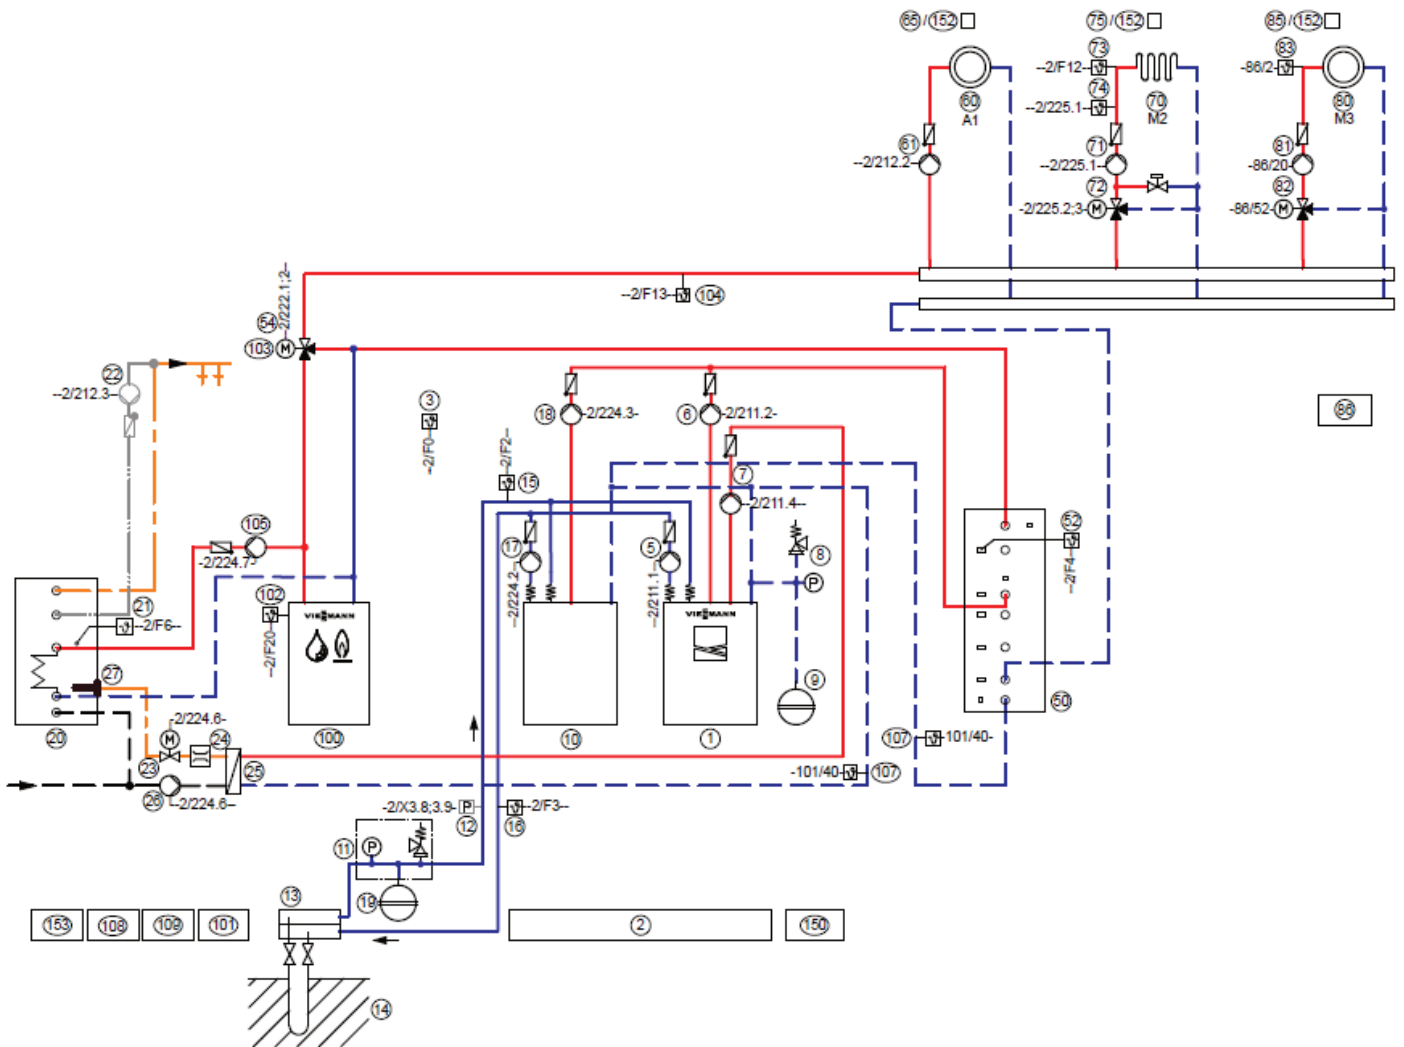 65 / 152 75 / 152 85 / 152
73 83
--2/F12-- -86/2-
74
60 --2/225.1-- 70 80
A1 M2 M3
61 71 81
--2/212.2-- --2/225.1-- -86/20-
72 82
-2/225.2;3- M -86/52- M
-2/222.1;2--
--2/F13-- 104
54
103 M
22
--2/212.3--
3
--2/F0--
86
18 -2/224.3- 6 -2/211.2-
--2/F2--
15
7
--2/211.4--
105
-2/224.7-
17 5 8
--2/224.2-- --2/211.1-- P
52
--2/F4--
21
--2/F6--
102
--2/F20--
VIESMANN VIESMANN
27
9
50
20 100 10 1
-2/224.6-
M 24
23 25
26 --2/224.6--
107 101/40-
-101/40- 107
-2/X3.8;3.9- P -2/F3--
12 16
11 P
19
13
153 108 109 101 2 150
14